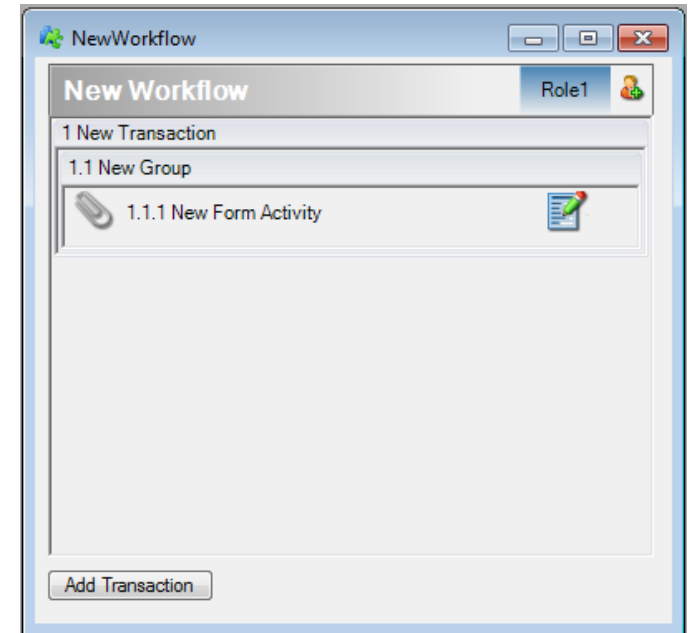 NewWorkflow
New Workflow
Role1
1 New Transaction
1.1 New Group
1.1.1 New Form Activity
Add Transaction